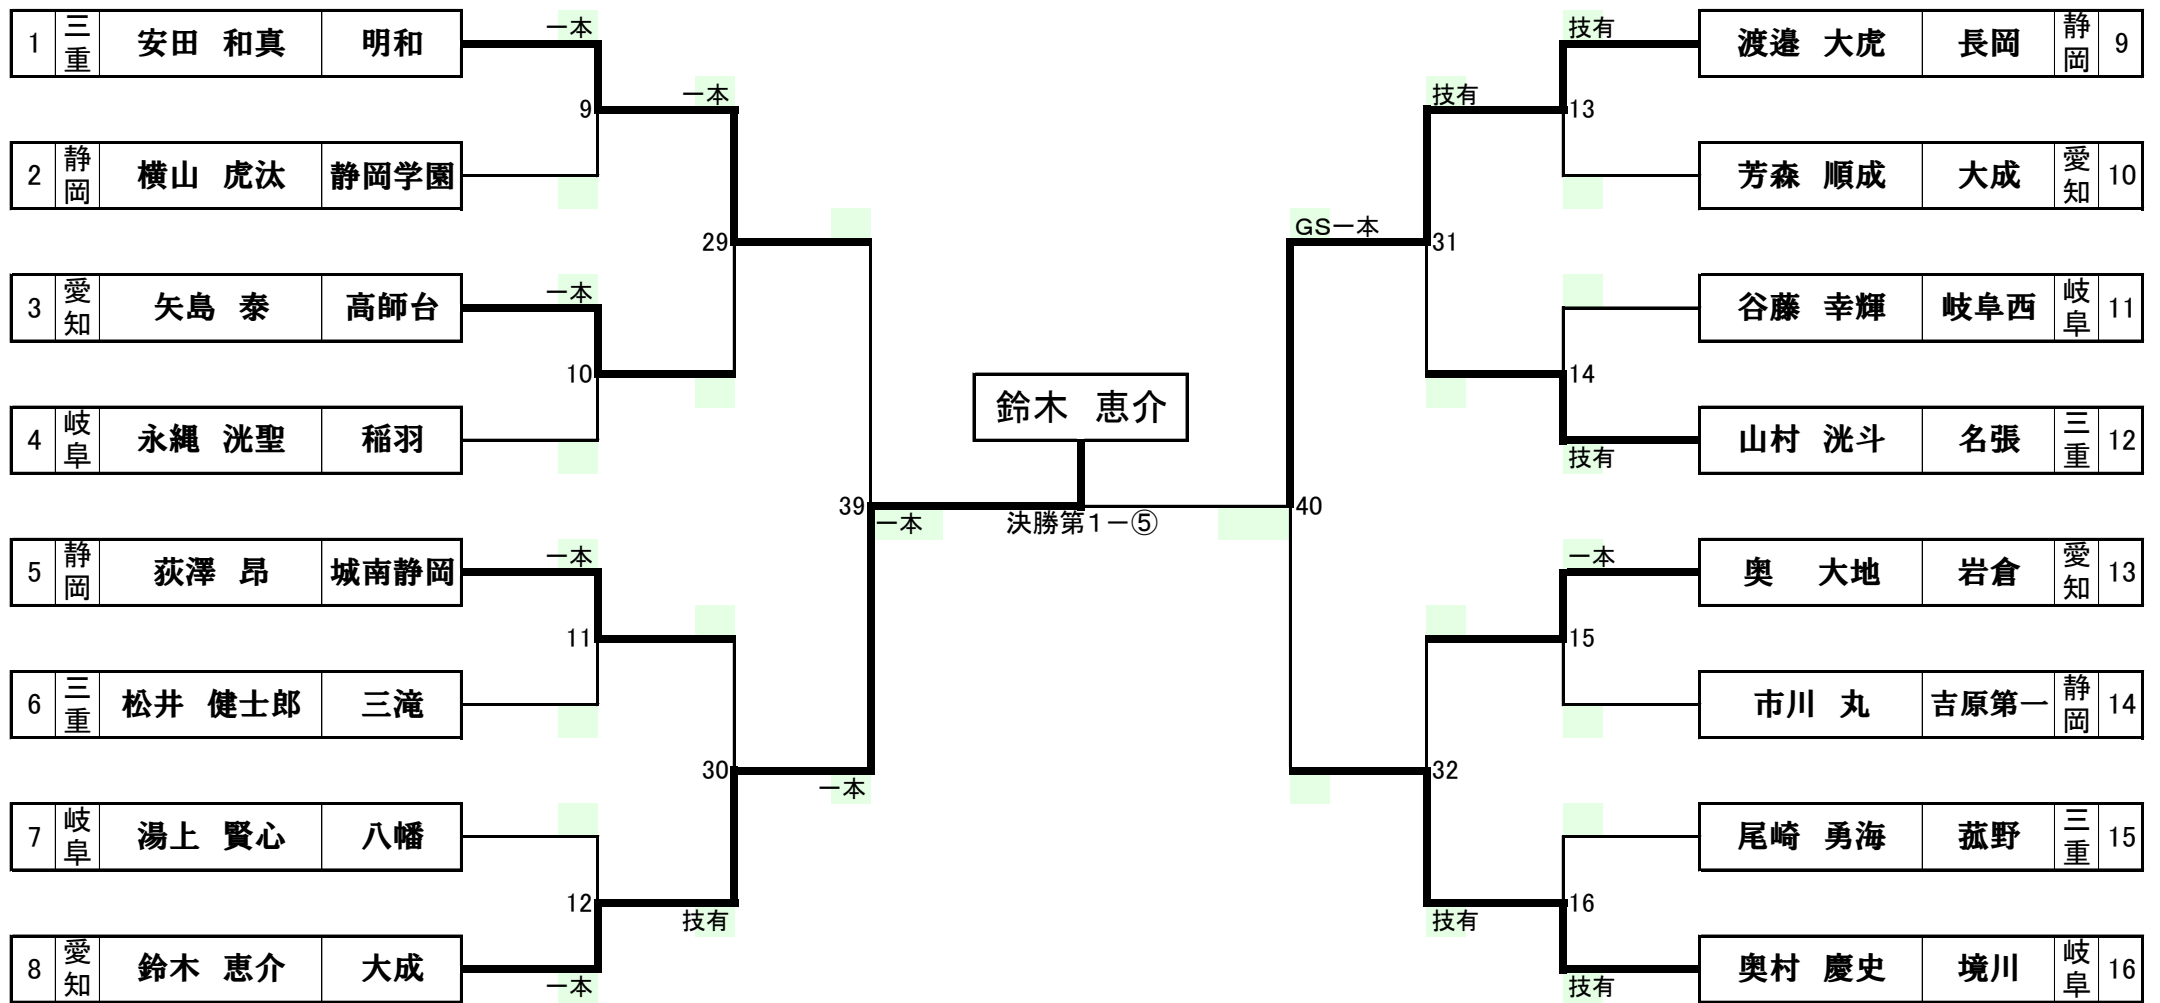 1 三重 安田 和真 明和
一本
9
一本
2 静岡 横山 虎汰 静岡学園
29
3 愛知 矢島 泰 高師台
一本
10
4 岐阜 永縄 洸聖 稲羽
39
5 静岡 荻澤 昂 城南静岡
一本
11
6 三重 松井 健士郎 三滝
30
一本
7 岐阜 湯上 賢心 八幡
12
技有
8 愛知 鈴木 恵介 大成
一本
鈴木 恵介
一本
決勝第1-⑤
技有
渡邉 大虎 長岡 静岡 9
技有
13
芳森 順成 大成 愛知 10
GS一本
31
谷藤 幸輝 岐阜西 岐阜 11
14
山村 洸斗 名張 三重 12
技有
40
一本
奥 大地 岩倉 愛知 13
15
市川 丸 吉原第一 静岡 14
32
尾崎 勇海 菰野 三重 15
16
技有
奥村 慶史 境川 岐阜 16
技有